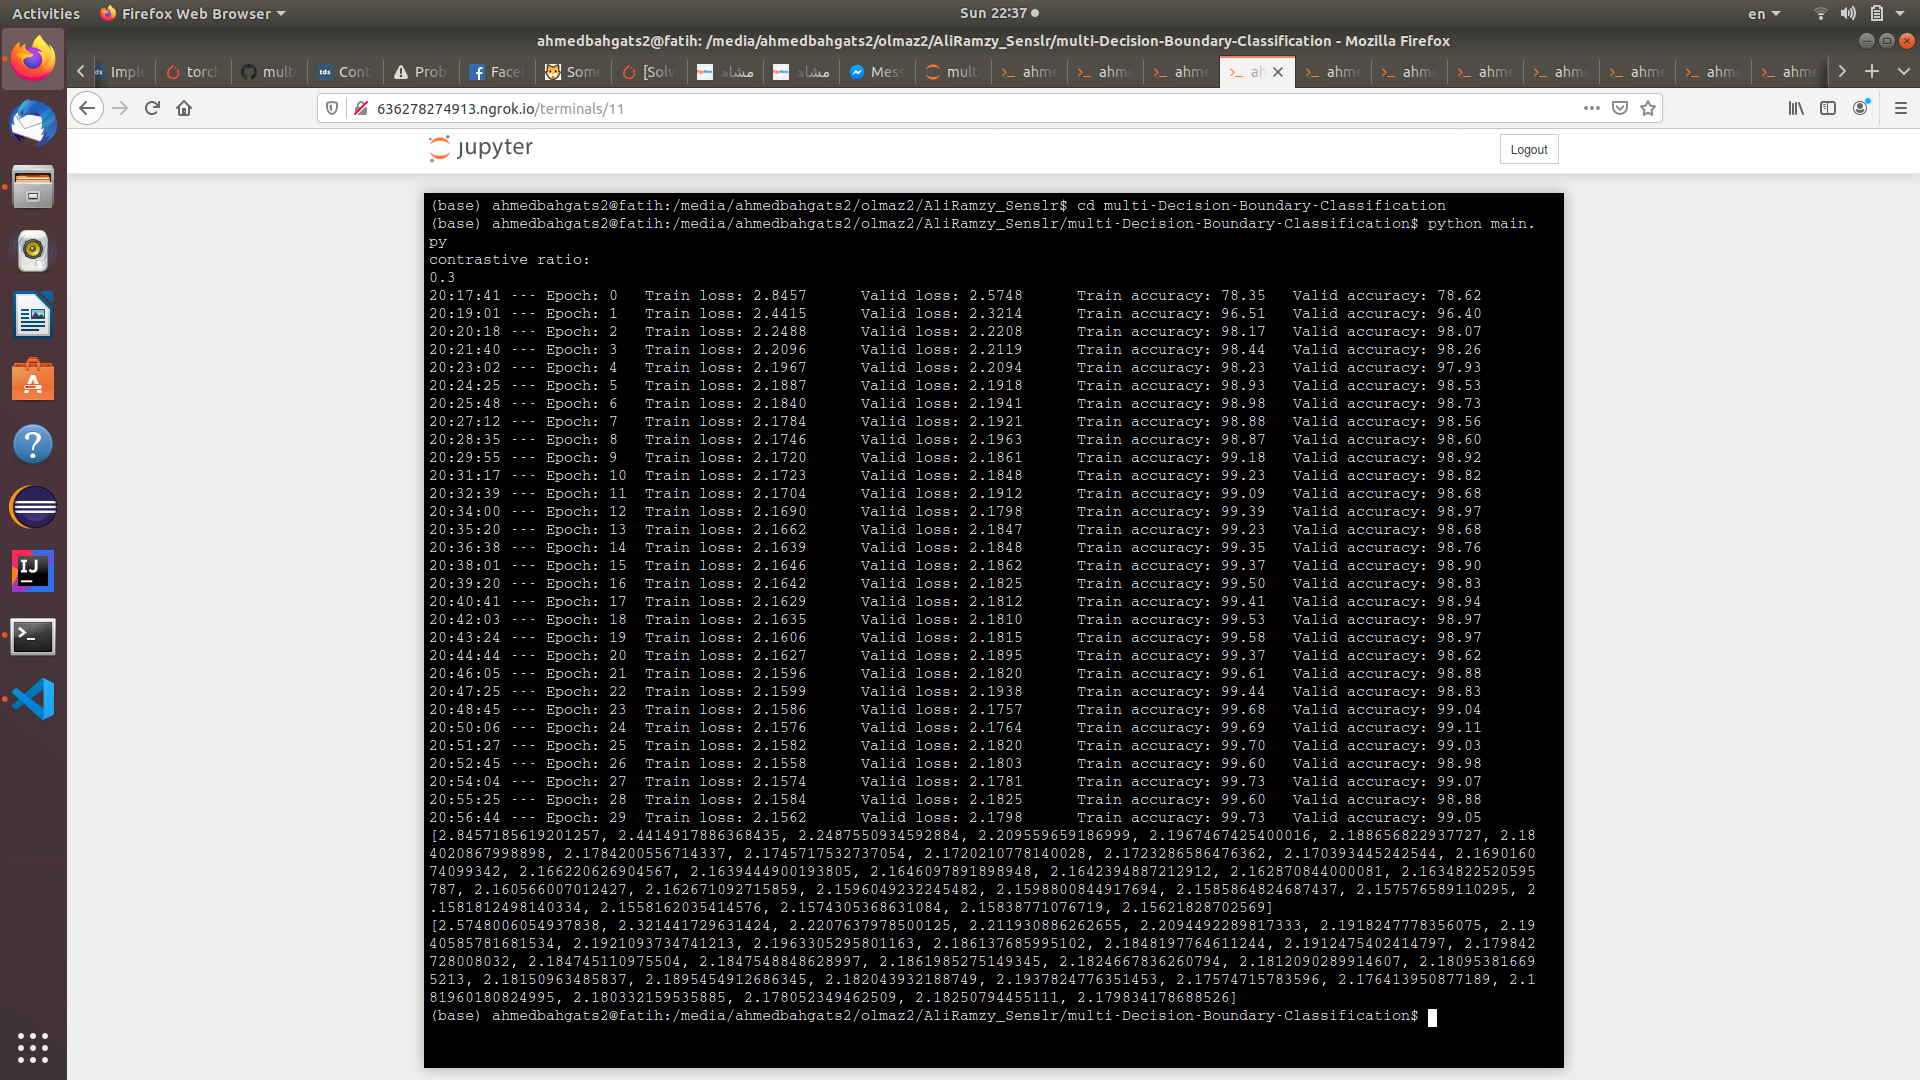 Activities Firefox Web Browser Sun 22:37 en
ahmedbahgats2@fatih: /media/ahmedbahgats2/olmaz2/AliRamzy_Senslr/multi-Decision-Boundary-Classification - Mozilla Firefox
tds Imple torch multi tds Cont Prob Face Some [Solv مشاه مشاه Mess multi ahme ahme ahme ah ahme ahme ahme ahme ahme ahme ahme
636278274913.ngrok.io/terminals/11
jupyter
Logout
(base) ahmedbahgats2@fatih:/media/ahmedbahgats2/olmaz2/AliRamzy_Senslr$ cd multi-Decision-Boundary-Classification
(base) ahmedbahgats2@fatih:/media/ahmedbahgats2/olmaz2/AliRamzy_Senslr/multi-Decision-Boundary-Classification$ python main.
py
contrastive ratio:
0.3
20:17:41 --- Epoch: 0 Train loss: 2.8457 Valid loss: 2.5748 Train accuracy: 78.35 Valid accuracy: 78.62
20:19:01 --- Epoch: 1 Train loss: 2.4415 Valid loss: 2.3214 Train accuracy: 96.51 Valid accuracy: 96.40
20:20:18 --- Epoch: 2 Train loss: 2.2488 Valid loss: 2.2208 Train accuracy: 98.17 Valid accuracy: 98.07
20:21:40 --- Epoch: 3 Train loss: 2.2096 Valid loss: 2.2119 Train accuracy: 98.44 Valid accuracy: 98.26
20:23:02 --- Epoch: 4 Train loss: 2.1967 Valid loss: 2.2094 Train accuracy: 98.23 Valid accuracy: 97.93
20:24:25 --- Epoch: 5 Train loss: 2.1887 Valid loss: 2.1918 Train accuracy: 98.93 Valid accuracy: 98.53
20:25:48 --- Epoch: 6 Train loss: 2.1840 Valid loss: 2.1941 Train accuracy: 98.98 Valid accuracy: 98.73
20:27:12 --- Epoch: 7 Train loss: 2.1784 Valid loss: 2.1921 Train accuracy: 98.88 Valid accuracy: 98.56
20:28:35 --- Epoch: 8 Train loss: 2.1746 Valid loss: 2.1963 Train accuracy: 98.87 Valid accuracy: 98.60
20:29:55 --- Epoch: 9 Train loss: 2.1720 Valid loss: 2.1861 Train accuracy: 99.18 Valid accuracy: 98.92
20:31:17 --- Epoch: 10 Train loss: 2.1723 Valid loss: 2.1848 Train accuracy: 99.23 Valid accuracy: 98.82
20:32:39 --- Epoch: 11 Train loss: 2.1704 Valid loss: 2.1912 Train accuracy: 99.09 Valid accuracy: 98.68
20:34:00 --- Epoch: 12 Train loss: 2.1690 Valid loss: 2.1798 Train accuracy: 99.39 Valid accuracy: 98.97
20:35:20 --- Epoch: 13 Train loss: 2.1662 Valid loss: 2.1847 Train accuracy: 99.23 Valid accuracy: 98.68
20:36:38 --- Epoch: 14 Train loss: 2.1639 Valid loss: 2.1848 Train accuracy: 99.35 Valid accuracy: 98.76
20:38:01 --- Epoch: 15 Train loss: 2.1646 Valid loss: 2.1862 Train accuracy: 99.37 Valid accuracy: 98.90
20:39:20 --- Epoch: 16 Train loss: 2.1642 Valid loss: 2.1825 Train accuracy: 99.50 Valid accuracy: 98.83
20:40:41 --- Epoch: 17 Train loss: 2.1629 Valid loss: 2.1812 Train accuracy: 99.41 Valid accuracy: 98.94
20:42:03 --- Epoch: 18 Train loss: 2.1635 Valid loss: 2.1810 Train accuracy: 99.53 Valid accuracy: 98.97
20:43:24 --- Epoch: 19 Train loss: 2.1606 Valid loss: 2.1815 Train accuracy: 99.58 Valid accuracy: 98.97
20:44:44 --- Epoch: 20 Train loss: 2.1627 Valid loss: 2.1895 Train accuracy: 99.37 Valid accuracy: 98.62
20:46:05 --- Epoch: 21 Train loss: 2.1596 Valid loss: 2.1820 Train accuracy: 99.61 Valid accuracy: 98.88
20:47:25 --- Epoch: 22 Train loss: 2.1599 Valid loss: 2.1938 Train accuracy: 99.44 Valid accuracy: 98.83
20:48:45 --- Epoch: 23 Train loss: 2.1586 Valid loss: 2.1757 Train accuracy: 99.68 Valid accuracy: 99.04
20:50:06 --- Epoch: 24 Train loss: 2.1576 Valid loss: 2.1764 Train accuracy: 99.69 Valid accuracy: 99.11
20:51:27 --- Epoch: 25 Train loss: 2.1582 Valid loss: 2.1820 Train accuracy: 99.70 Valid accuracy: 99.03
20:52:45 --- Epoch: 26 Train loss: 2.1558 Valid loss: 2.1803 Train accuracy: 99.60 Valid accuracy: 98.98
20:54:04 --- Epoch: 27 Train loss: 2.1574 Valid loss: 2.1781 Train accuracy: 99.73 Valid accuracy: 99.07
20:55:25 --- Epoch: 28 Train loss: 2.1584 Valid loss: 2.1825 Train accuracy: 99.60 Valid accuracy: 98.88
20:56:44 --- Epoch: 29 Train loss: 2.1562 Valid loss: 2.1798 Train accuracy: 99.73 Valid accuracy: 99.05
[2.8457185619201257, 2.4414917886368435, 2.2487550934592884, 2.209559659186999, 2.1967467425400016, 2.188656822937727, 2.18
4020867998898, 2.1784200556714337, 2.1745717532737054, 2.1720210778140028, 2.1723286586476362, 2.170393445242544, 2.1690160
74099342, 2.166220626904567, 2.1639444900193805, 2.1646097891898948, 2.1642394887212912, 2.162870844000081, 2.1634822520595
787, 2.160566007012427, 2.162671092715859, 2.1596049232245482, 2.1598800844917694, 2.1585864824687437, 2.157576589110295, 2
.1581812498140334, 2.1558162035414576, 2.1574305368631084, 2.15838771076719, 2.15621828702569]
[2.5748006054937838, 2.321441729631424, 2.2207637978500125, 2.211930886262655, 2.2094492289817333, 2.1918247778356075, 2.19
40585781681534, 2.1921093734741213, 2.1963305295801163, 2.186137685995102, 2.1848197764611244, 2.1912475402414797, 2.179842
728008032, 2.184745110975504, 2.1847548848628997, 2.1861985275149345, 2.1824667836260794, 2.1812090289914607, 2.18095381669
5213, 2.181509634858​37, 2.1895454912686345, 2.182043932188749, 2.1937824776351453, 2.17574715783596, 2.176413950877189, 2.1
81960180824995, 2.180332159535885, 2.178052349462509, 2.18250794455111, 2.179834178688526]
(base) ahmedbahgats2@fatih:/media/ahmedbahgats2/olmaz2/AliRamzy_Senslr/multi-Decision-Boundary-Classification$